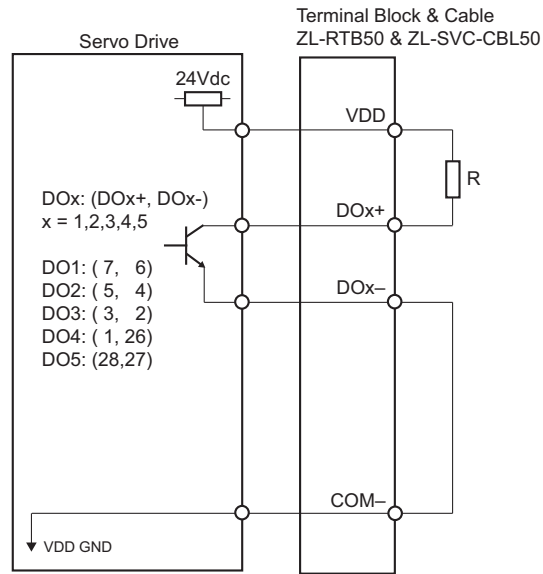 Terminal Block & Cable
Servo Drive
ZL-RTB50 & ZL-SVC-CBL50
24Vdc
VDD
R
DOx: (DOx+, DOx-)
x = 1,2,3,4,5
DOx+
DO1: ( 7, 6)
DO2: ( 5, 4)
DO3: ( 3, 2)
DO4: ( 1, 26)
DO5: (28,27)
DOx–
COM–
VDD GND